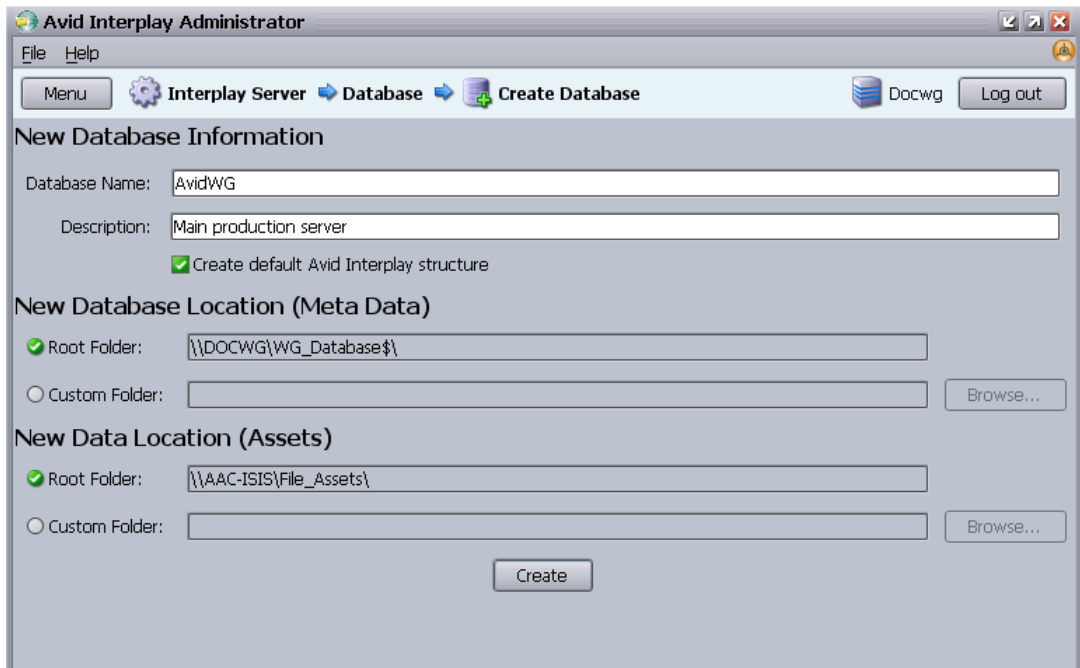 Avid Interplay Administrator
File Help
Menu Interplay Server Database Create Database Docwg Log out
New Database Information
Database Name: AvidWG
Description: Main production server
Create default Avid Interplay structure
New Database Location (Meta Data)
Root Folder: \\DOCWG\WG_Database$\
Custom Folder: Browse...
New Data Location (Assets)
Root Folder: \\AAC-ISIS\File_Assets\
Custom Folder: Browse...
Create